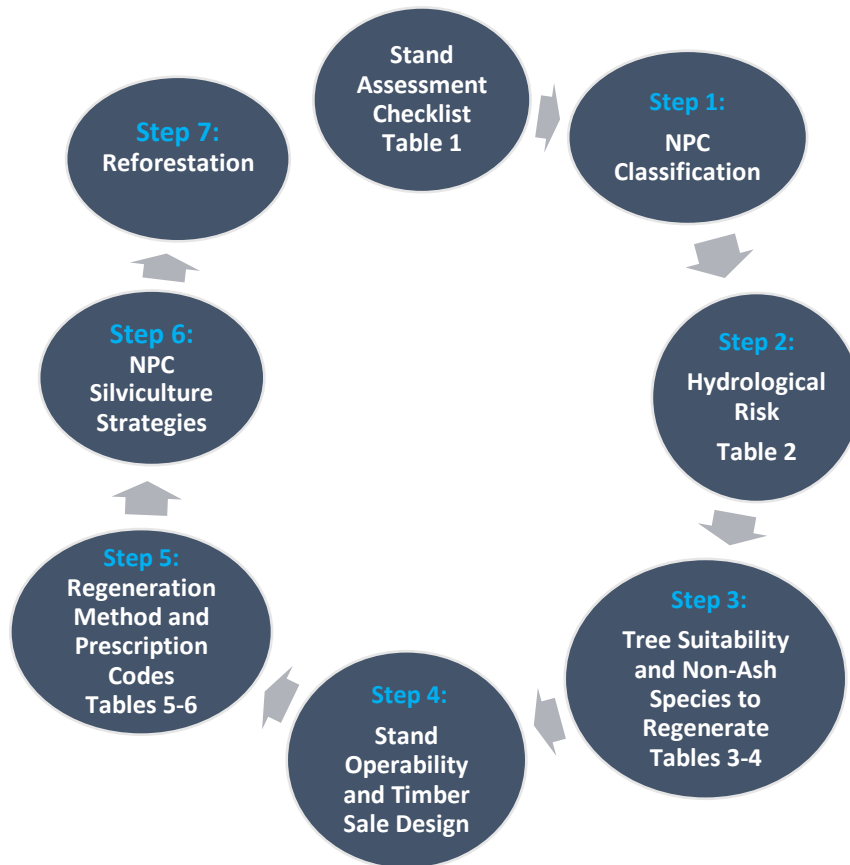 Stand
Assessment
Checklist
Table 1
Step 1:
NPC
Classification
Step 2:
Hydrological
Risk
Table 2
Step 3:
Tree Suitability
and Non-Ash
Species to
Regenerate
Tables 3-4
Step 4:
Stand
Operability
and Timber
Sale Design
Step 5:
Regeneration
Method and
Prescription
Codes
Tables 5-6
Step 6:
NPC
Silviculture
Strategies
Step 7:
Reforestation